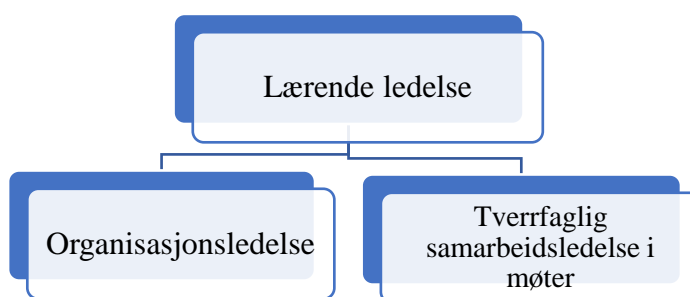 Lærende ledelse
Organisasjonsledelse
Tverrfaglig
samarbeidsledelse i
møter